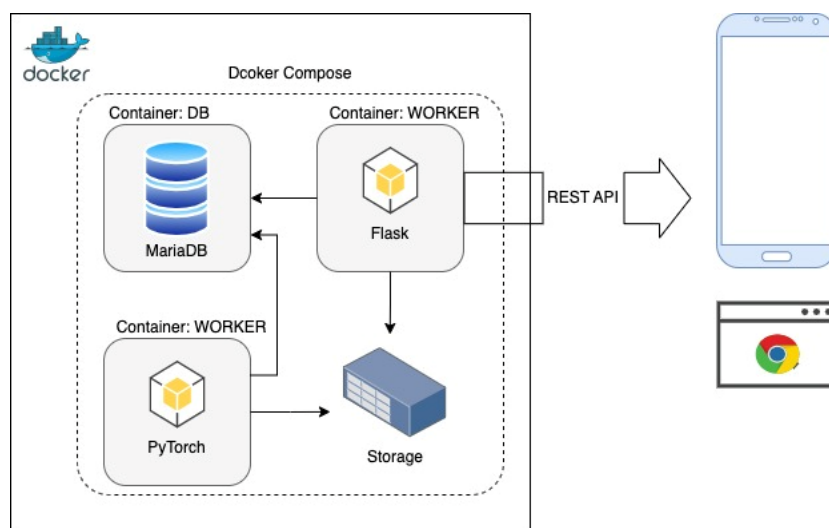 docker
Dcoker Compose
Container: DB
Container: WORKER
MariaDB
Flask
REST API
Container: WORKER
PyTorch
Storage